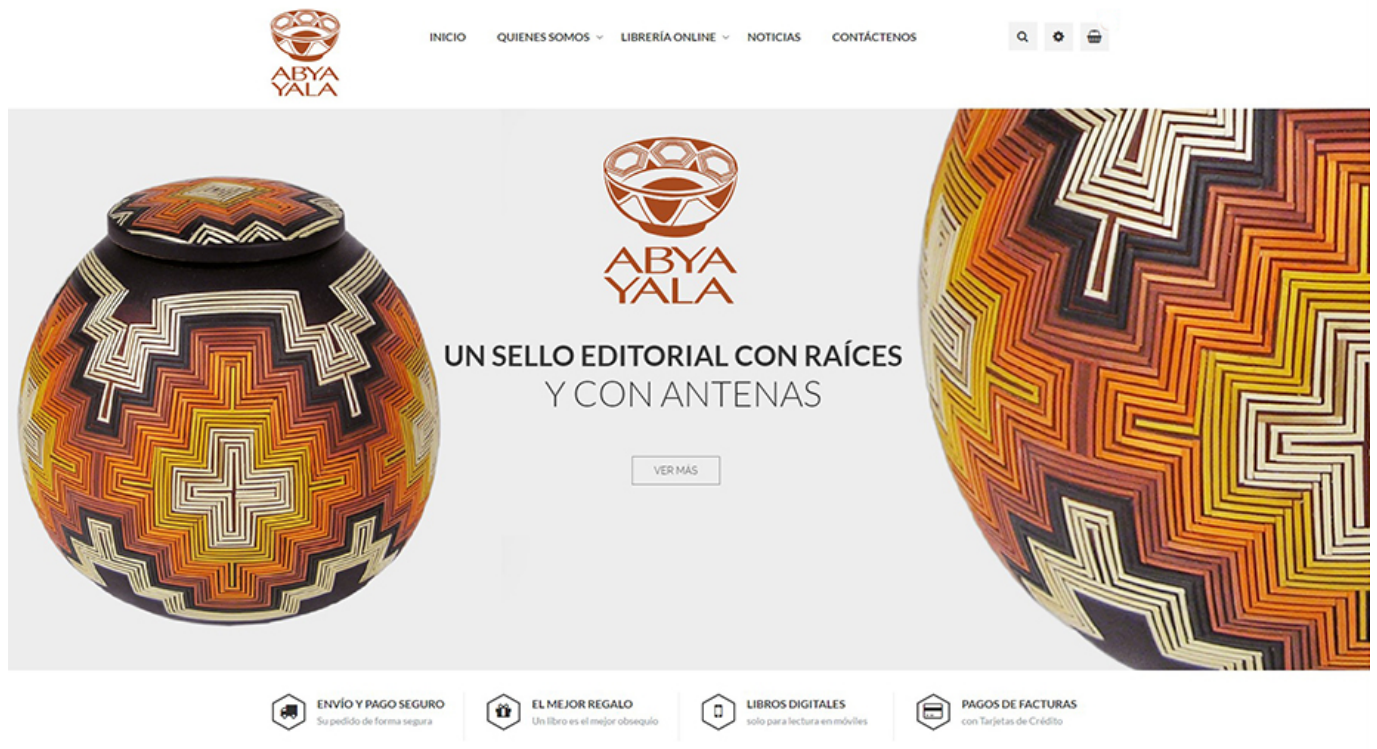 ABYA
YALA
INICIO QUIENES SOMOS LIBRERÍA ONLINE NOTICIAS CONTÁCTENOS
ABYA
YALA
UN SELLO EDITORIAL CON RAÍCES
Y CON ANTENAS
VER MÁS
ENVÍO Y PAGO SEGURO
Su pedido de forma segura
EL MEJOR REGALO
Un libro es el mejor obsequio
LIBROS DIGITALES
solo para lectura en móviles
PAGOS DE FACTURAS
con Tarjetas de Crédito